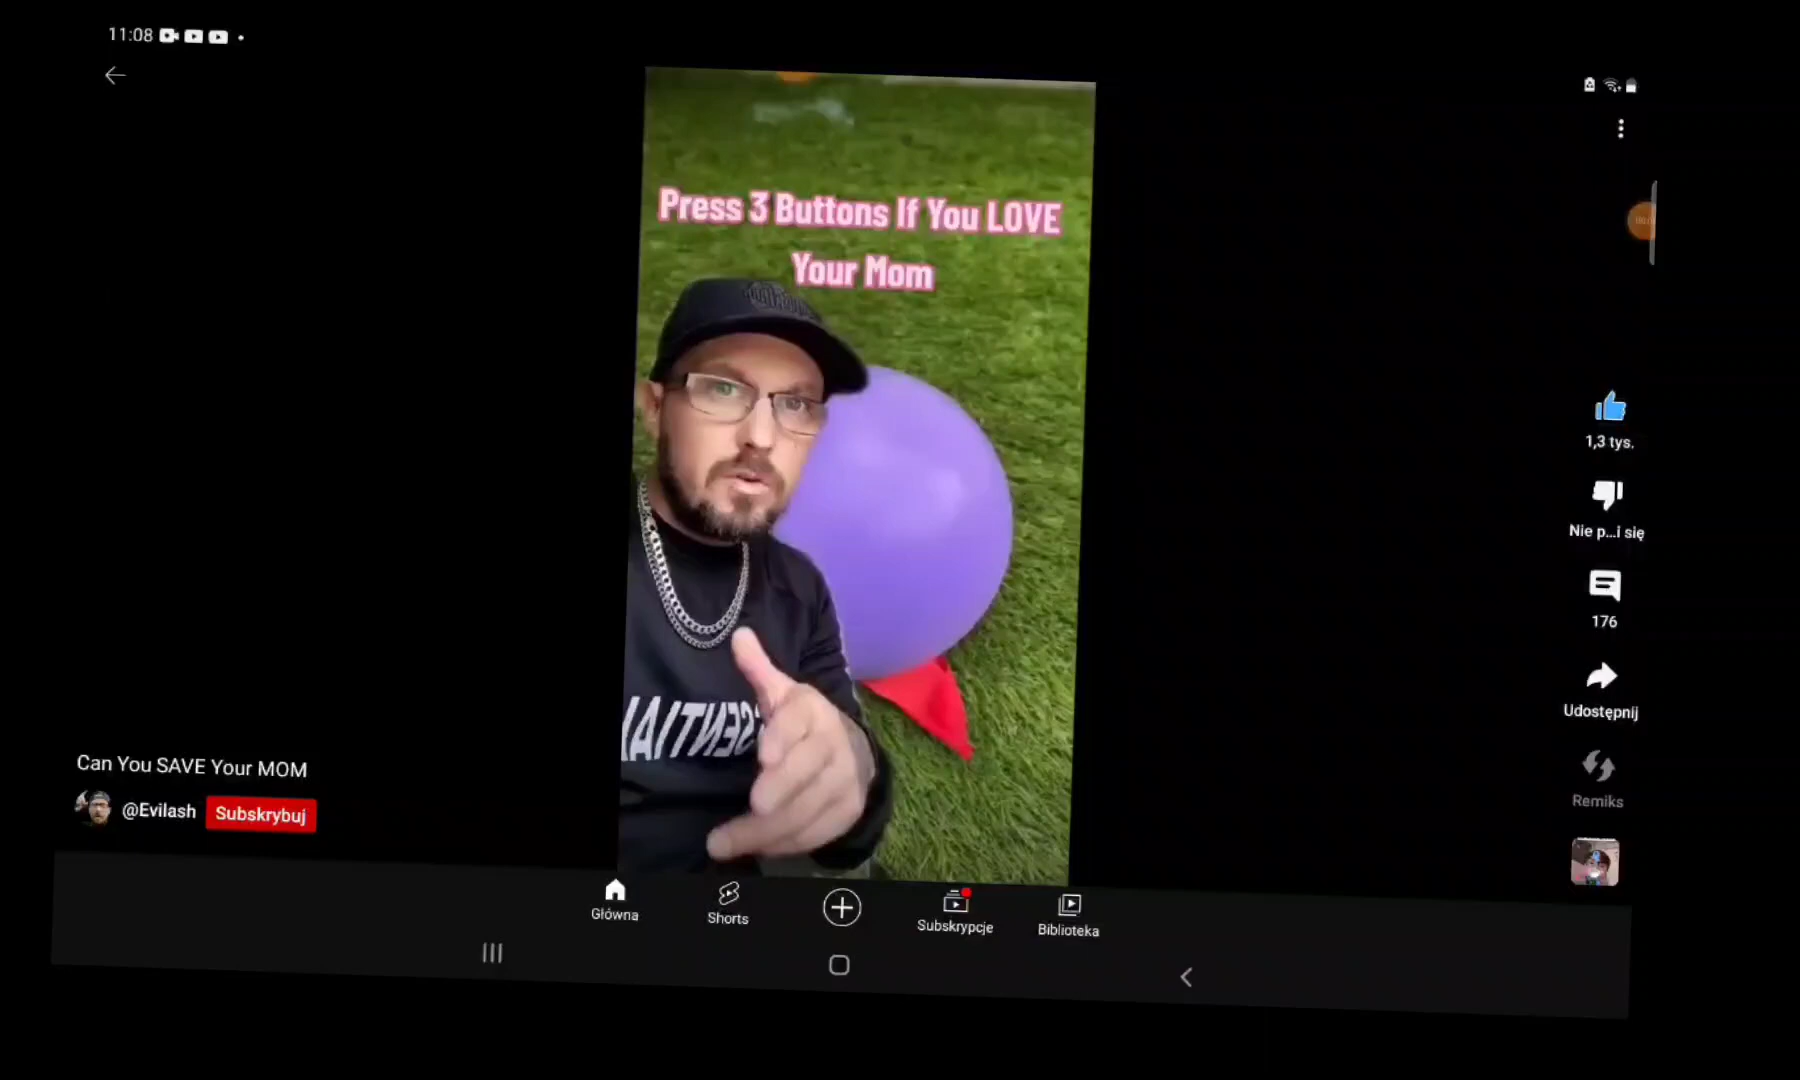 11:08
Press 3 Buttons If You LOVE
Your Mom
1,3 tys.
Nie p...i się
176
Udostępnij
Remiks
Can You SAVE Your MOM
@Evilash
Subskrybuj
Główna
Shorts
Subskrypcje
Biblioteka